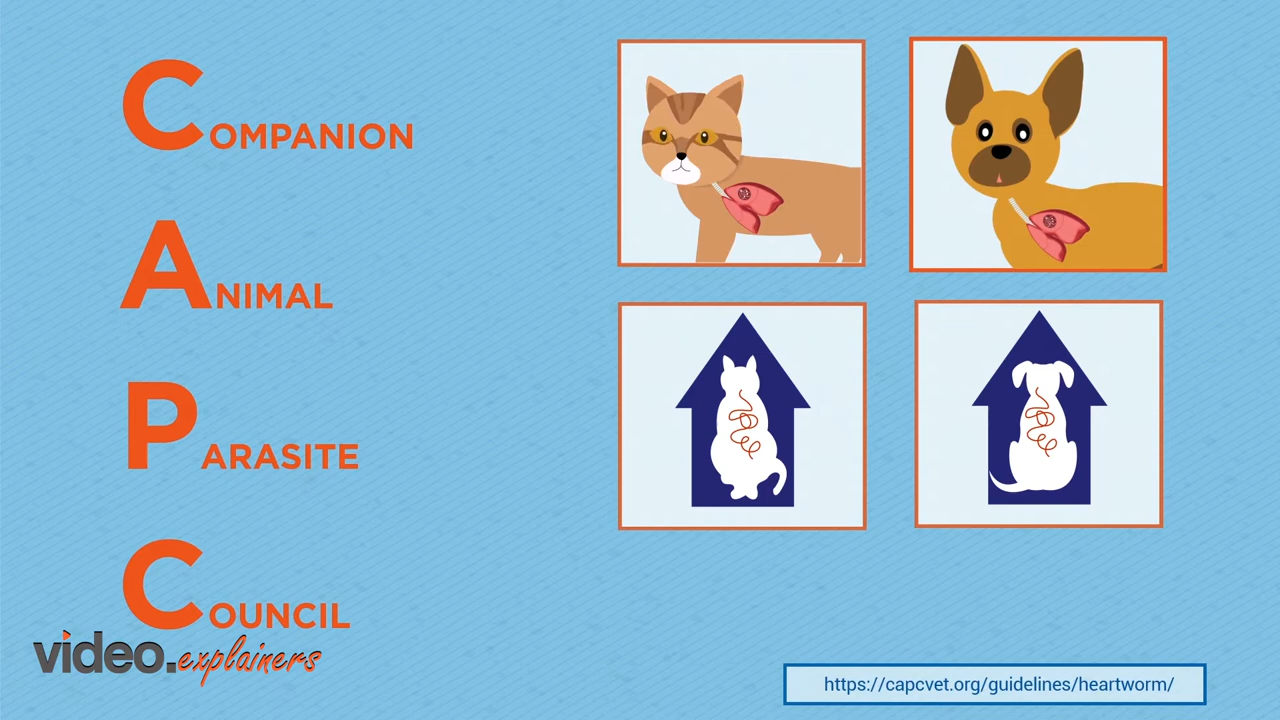 COMPANION
ANIMAL
PARASITE
COUNCIL
video.explainers
https://capcvet.org/guidelines/heartworm/